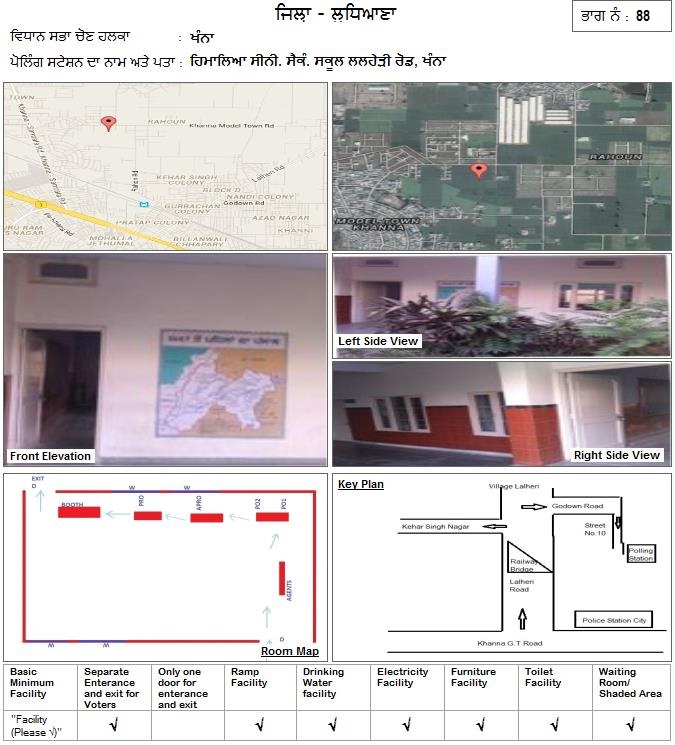 ਜਿਲ੍ਹਾ - ਲੁਧਿਆਣਾ
ਭਾਗ ਨੰ : 88
ਵਿਧਾਨ ਸਭਾ ਚੋਣ ਹਲਕਾ : ਖੰਨਾ
ਪੋਲਿੰਗ ਸਟੇਸ਼ਨ ਦਾ ਨਾਮ ਅਤੇ ਪਤਾ : ਹਿਮਾਲਿਆ ਸੀਨੀ. ਸੈਕੰ. ਸਕੂਲ ਲਲਹੇੜੀ ਰੋਡ, ਖੰਨਾ
TOWN
RAHOUN
Khanna Model Town Rd
Lalheri Rd
KEHAR SINGH
COLONY
BLOCK D
NANDI COLONY
GURBACHAN
COLONY
Godown Rd
AZAD NAGAR
PRATAP COLONY
KHANNI
MOHALLA
JETHUMAL
BILLANWALI
CHHAPARY
1
RAHOUN
MODEL TOWN
KHANNA
Front Elevation
Left Side View
Right Side View
EXIT
D
W W
BOOTH
PRO
APRO
PO2
PO1
AGENTS
W W
D
Room Map
Key Plan
Village Lalheri
Godown Road
Kehar Singh Nagar
Street
No.10
Polling
Station
Railway
Bridge
Lalheri
Road
Police Station City
Khanna G.T Road
Basic Minimum Facility
Separate Enterance and exit for Voters
Only one door for enterance and exit
Ramp Facility
Drinking Water facility
Electricity Facility
Furniture Facility
Toilet Facility
Waiting Room/ Shaded Area
"Facility (Please √)" √ √ √ √ √ √ √